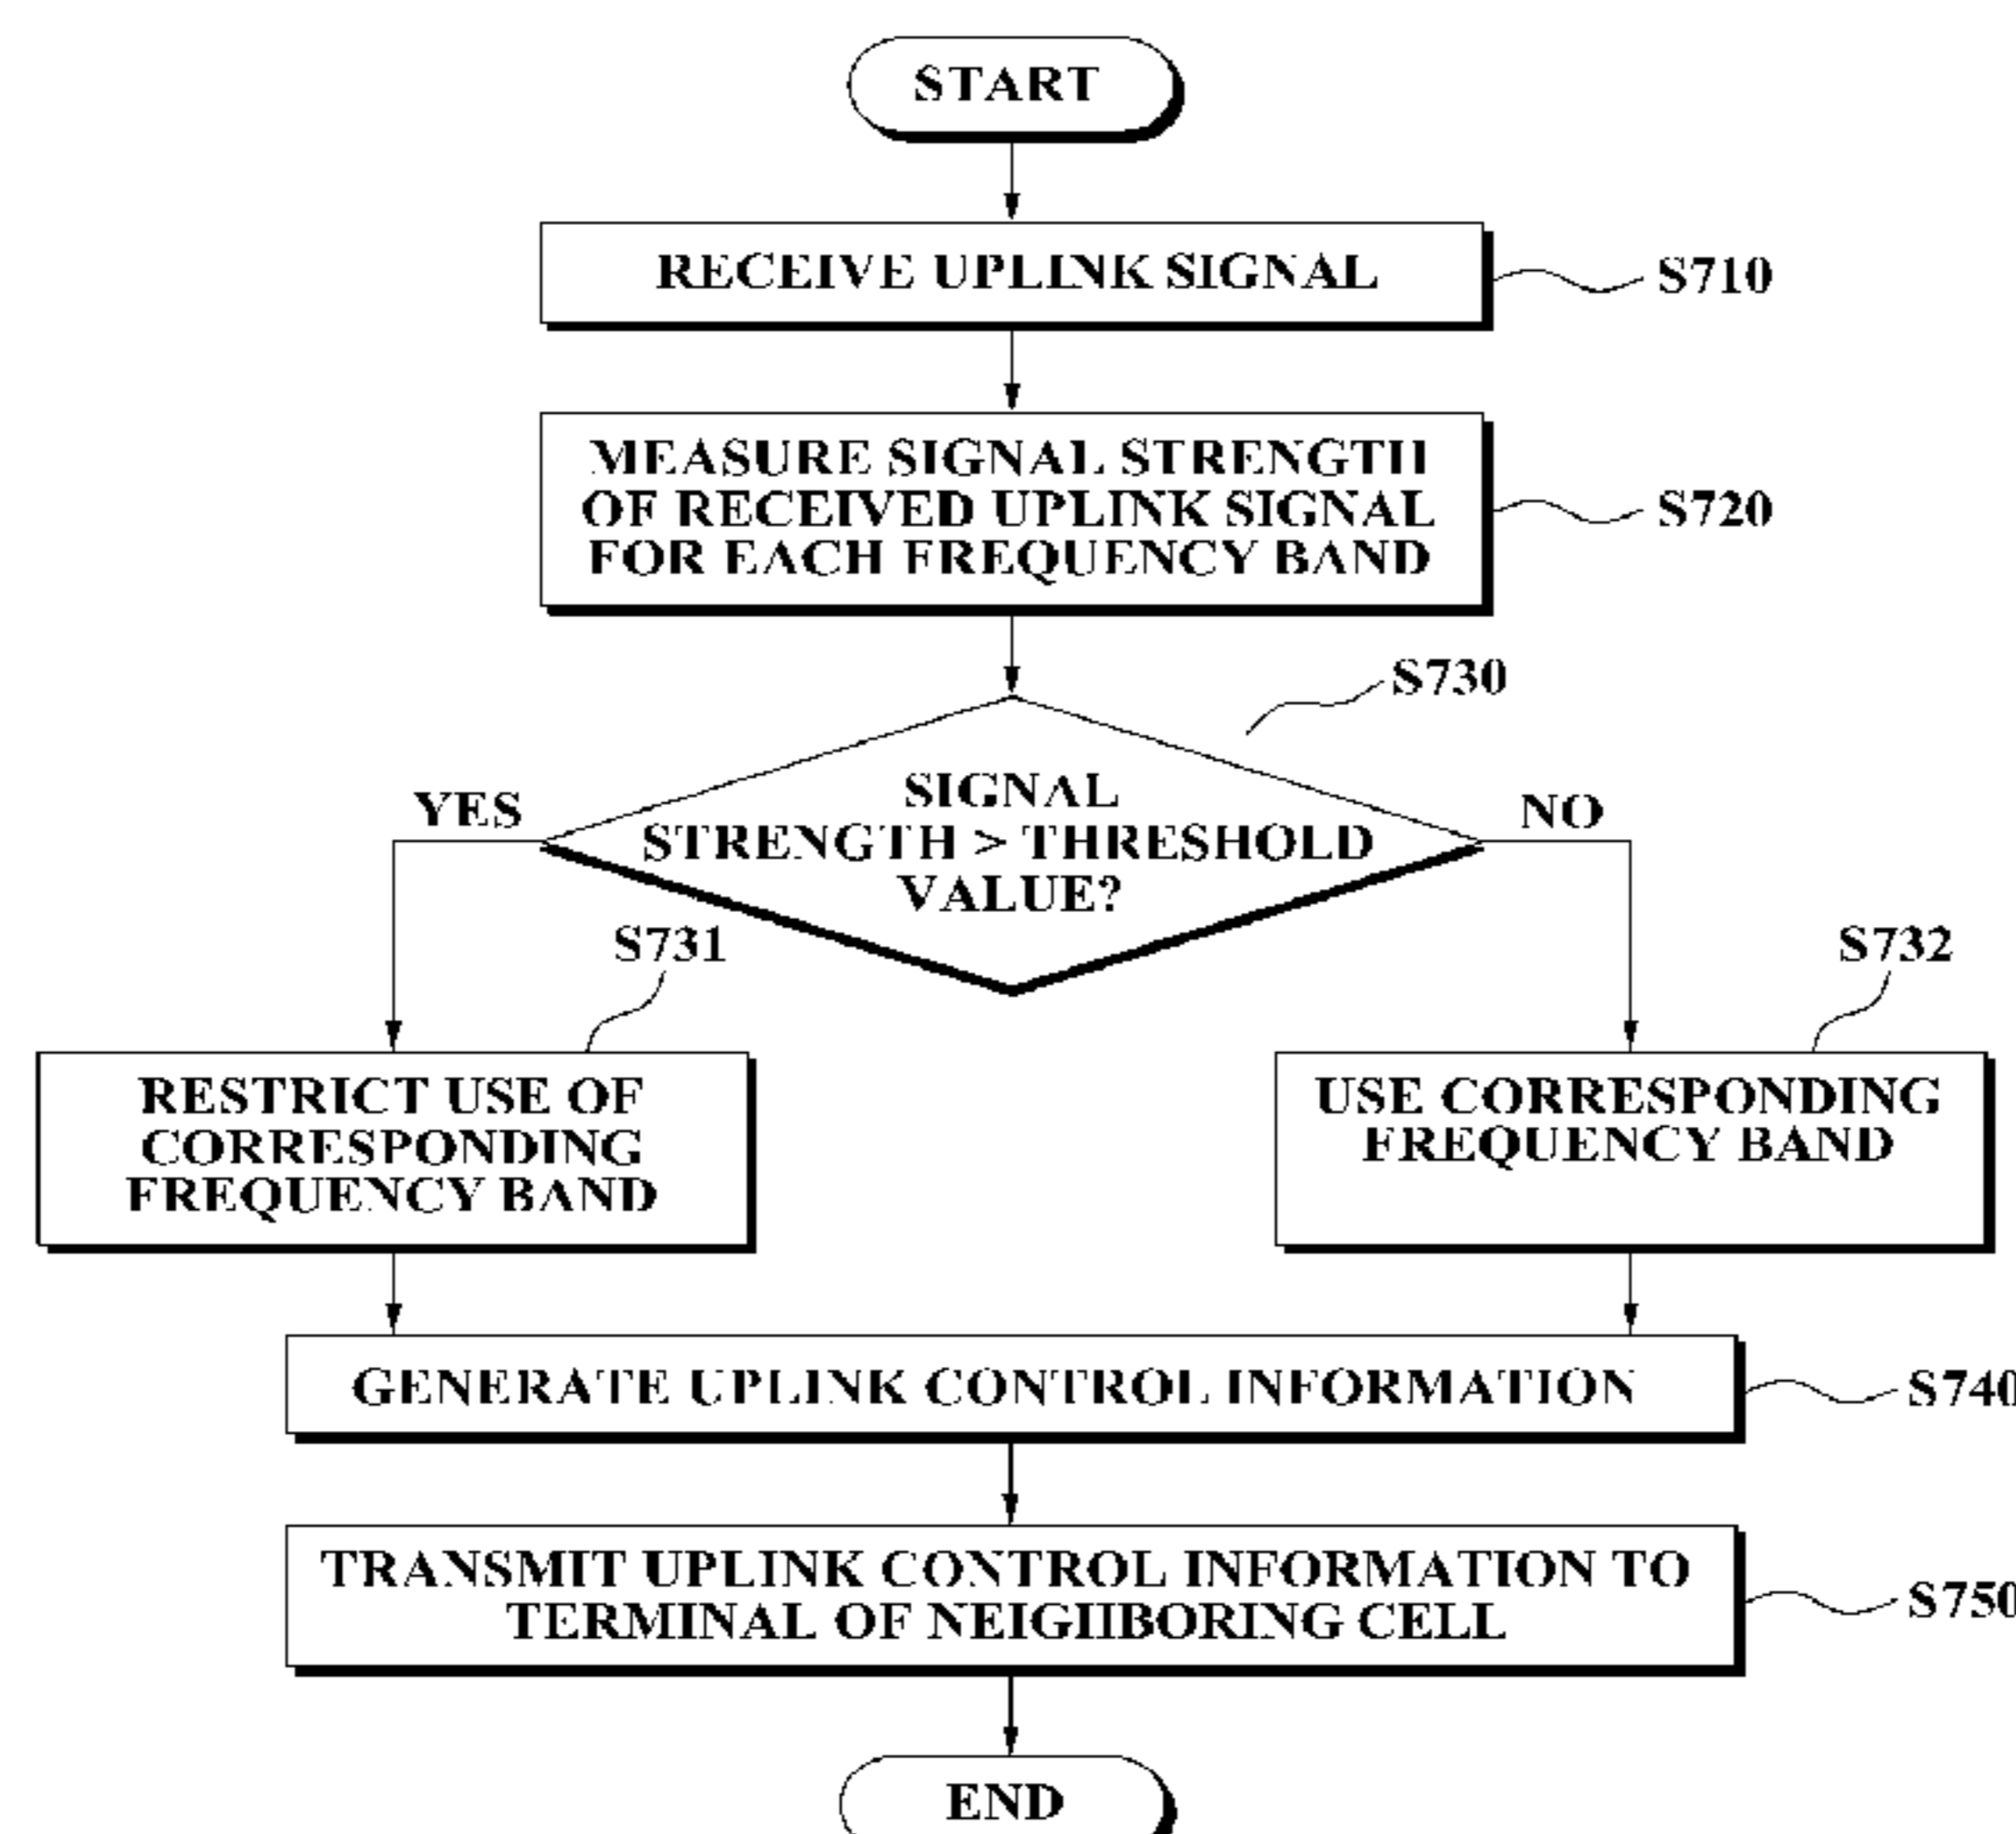 START
RECEIVE UPLINK SIGNAL
S710
MEASURE SIGNAL STRENGTH
OF RECEIVED UPLINK SIGNAL
FOR EACH FREQUENCY BAND
S720
S730
SIGNAL
STRENGTH > THRESHOLD
VALUE?
YES
NO
S731
S732
RESTRICT USE OF
CORRESPONDING
FREQUENCY BAND
USE CORRESPONDING
FREQUENCY BAND
GENERATE UPLINK CONTROL INFORMATION
S740
TRANSMIT UPLINK CONTROL INFORMATION TO
TERMINAL OF NEIGHBORING CELL
S750
END